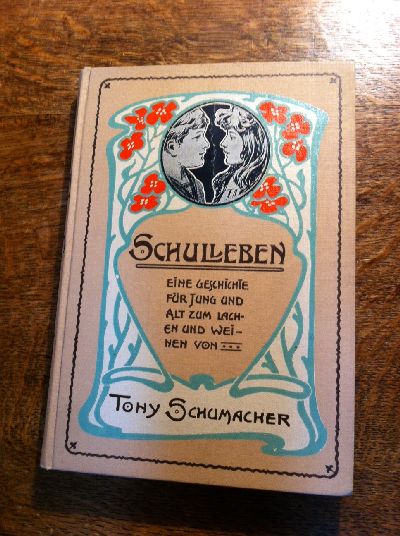 SCHULLEBEN
EINE GESCHICHTE
FÜR JUNG UND
ALT ZUM LACH-
EN UND WEI-
NEN VON •••
TONY SCHUMACHER